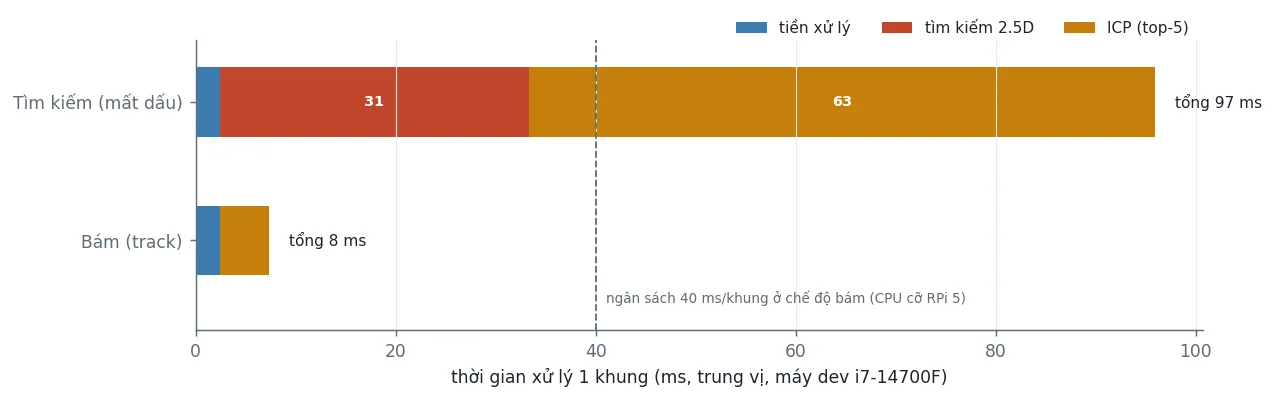 tiền xử lý tìm kiếm 2.5D ICP (top-5)
Tìm kiếm (mất dấu) 31 63 tổng 97 ms
Bám (track) tổng 8 ms
ngân sách 40 ms/khung ở chế độ bám (CPU cỡ RPi 5)
0 20 40 60 80 100
thời gian xử lý 1 khung (ms, trung vị, máy dev i7-14700F)